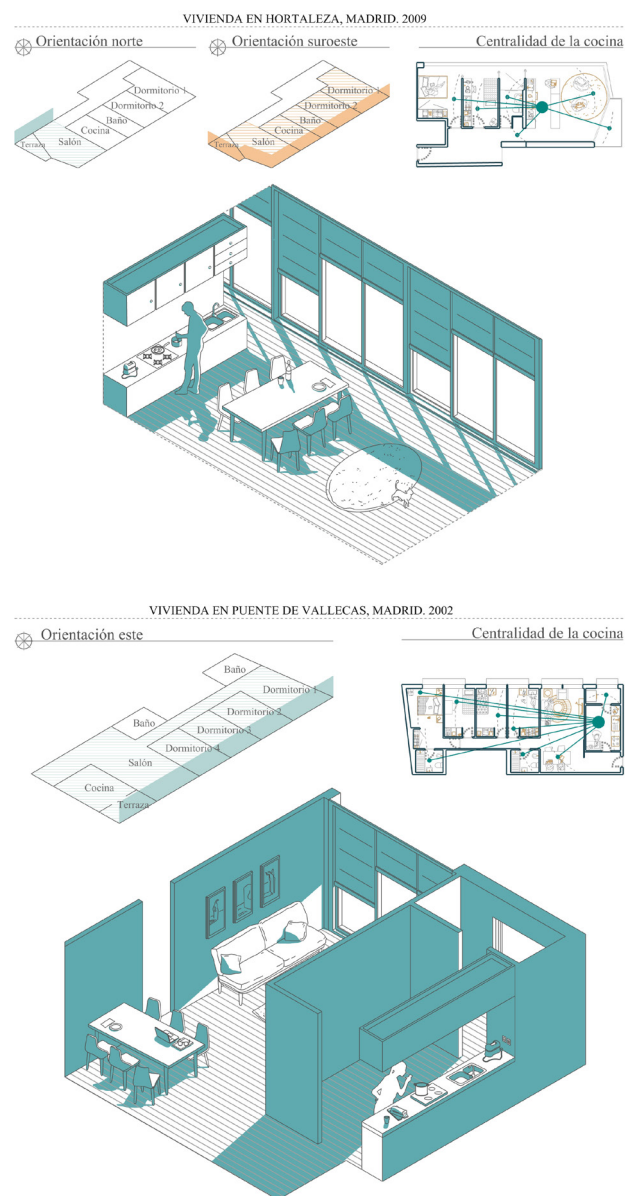 VIVIENDA EN HORTALEZA, MADRID. 2009
Orientación norte
Orientación suroeste
Centralidad de la cocina
Dormitorio 1
Dormitorio 2
Baño
Cocina
Salón
Terraza
Dormitorio 1
Dormitorio 2
Baño
Cocina
Salón
Terraza
VIVIENDA EN PUENTE DE VALLECAS, MADRID. 2002
Orientación este
Centralidad de la cocina
Baño
Dormitorio 1
Baño
Dormitorio 2
Dormitorio 3
Dormitorio 4
Salón
Cocina
Terraza